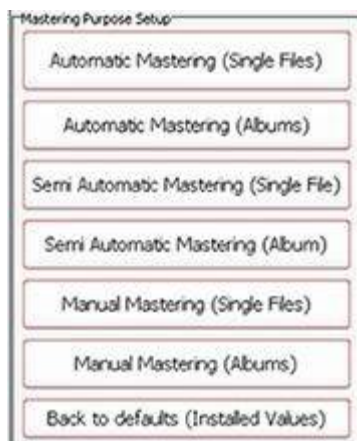 Mastering Purpose Setup
Automatic Mastering (Single Files)
Automatic Mastering (Albums)
Semi Automatic Mastering (Single File)
Semi Automatic Mastering (Album)
Manual Mastering (Single Files)
Manual Mastering (Albums)
Back to defaults (Installed Values)